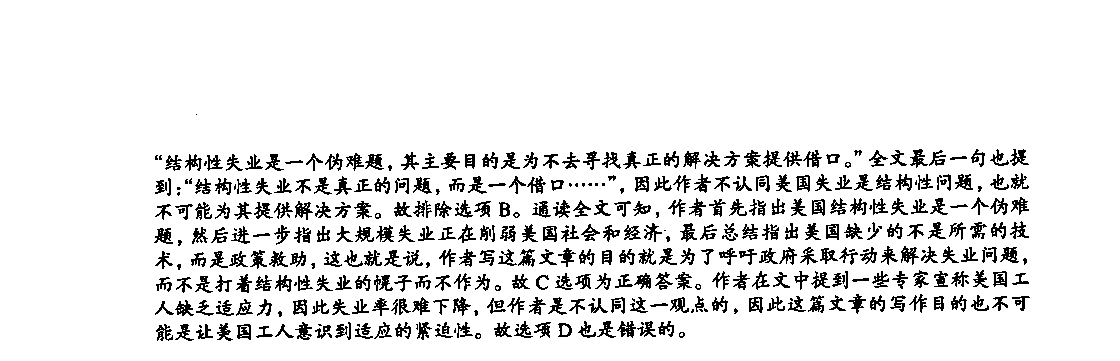 “结构性失业是一个伪难题，其主要目的是为不去寻找真正的解决方案提供借口。”全文最后一句也提
到：“结构性失业不是真正的问题，而是一个借口……”，因此作者不认同美国失业是结构性问题，也就
不可能为其提供解决方案。故排除选项B。通读全文可知，作者首先指出美国结构性失业是一个伪难
题，然后进一步指出大规模失业正在削弱美国社会和经济，最后总结指出美国缺少的不是所需的技
术，而是政策救助，这也就是说，作者写这篇文章的目的就是为了呼吁政府采取行动来解决失业问题，
而不是打着结构性失业的幌子而不作为。故C选项为正确答案。作者在文中提到一些专家宣称美国工
人缺乏适应力，因此失业率很难下降，但作者是不认同这一观点的，因此这篇文章的写作目的也不可
能是让美国工人意识到适应的紧迫性。故选项D也是错误的。